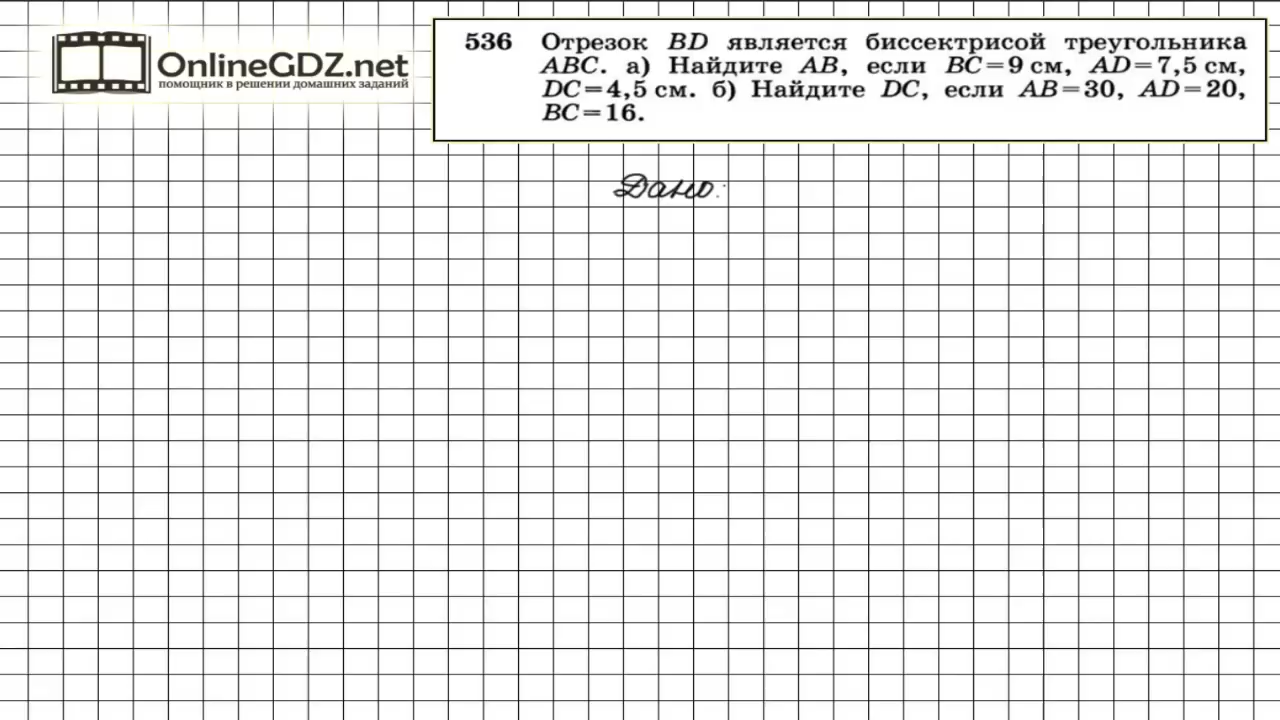 OnlineGDZ.net
помощник в решении домашних заданий
536 Отрезок BD является биссектрисой треугольника
ABC. а) Найдите AB, если BC=9 см, AD=7,5 см,
DC=4,5 см. б) Найдите DC, если AB=30, AD=20,
BC=16.
Дано: